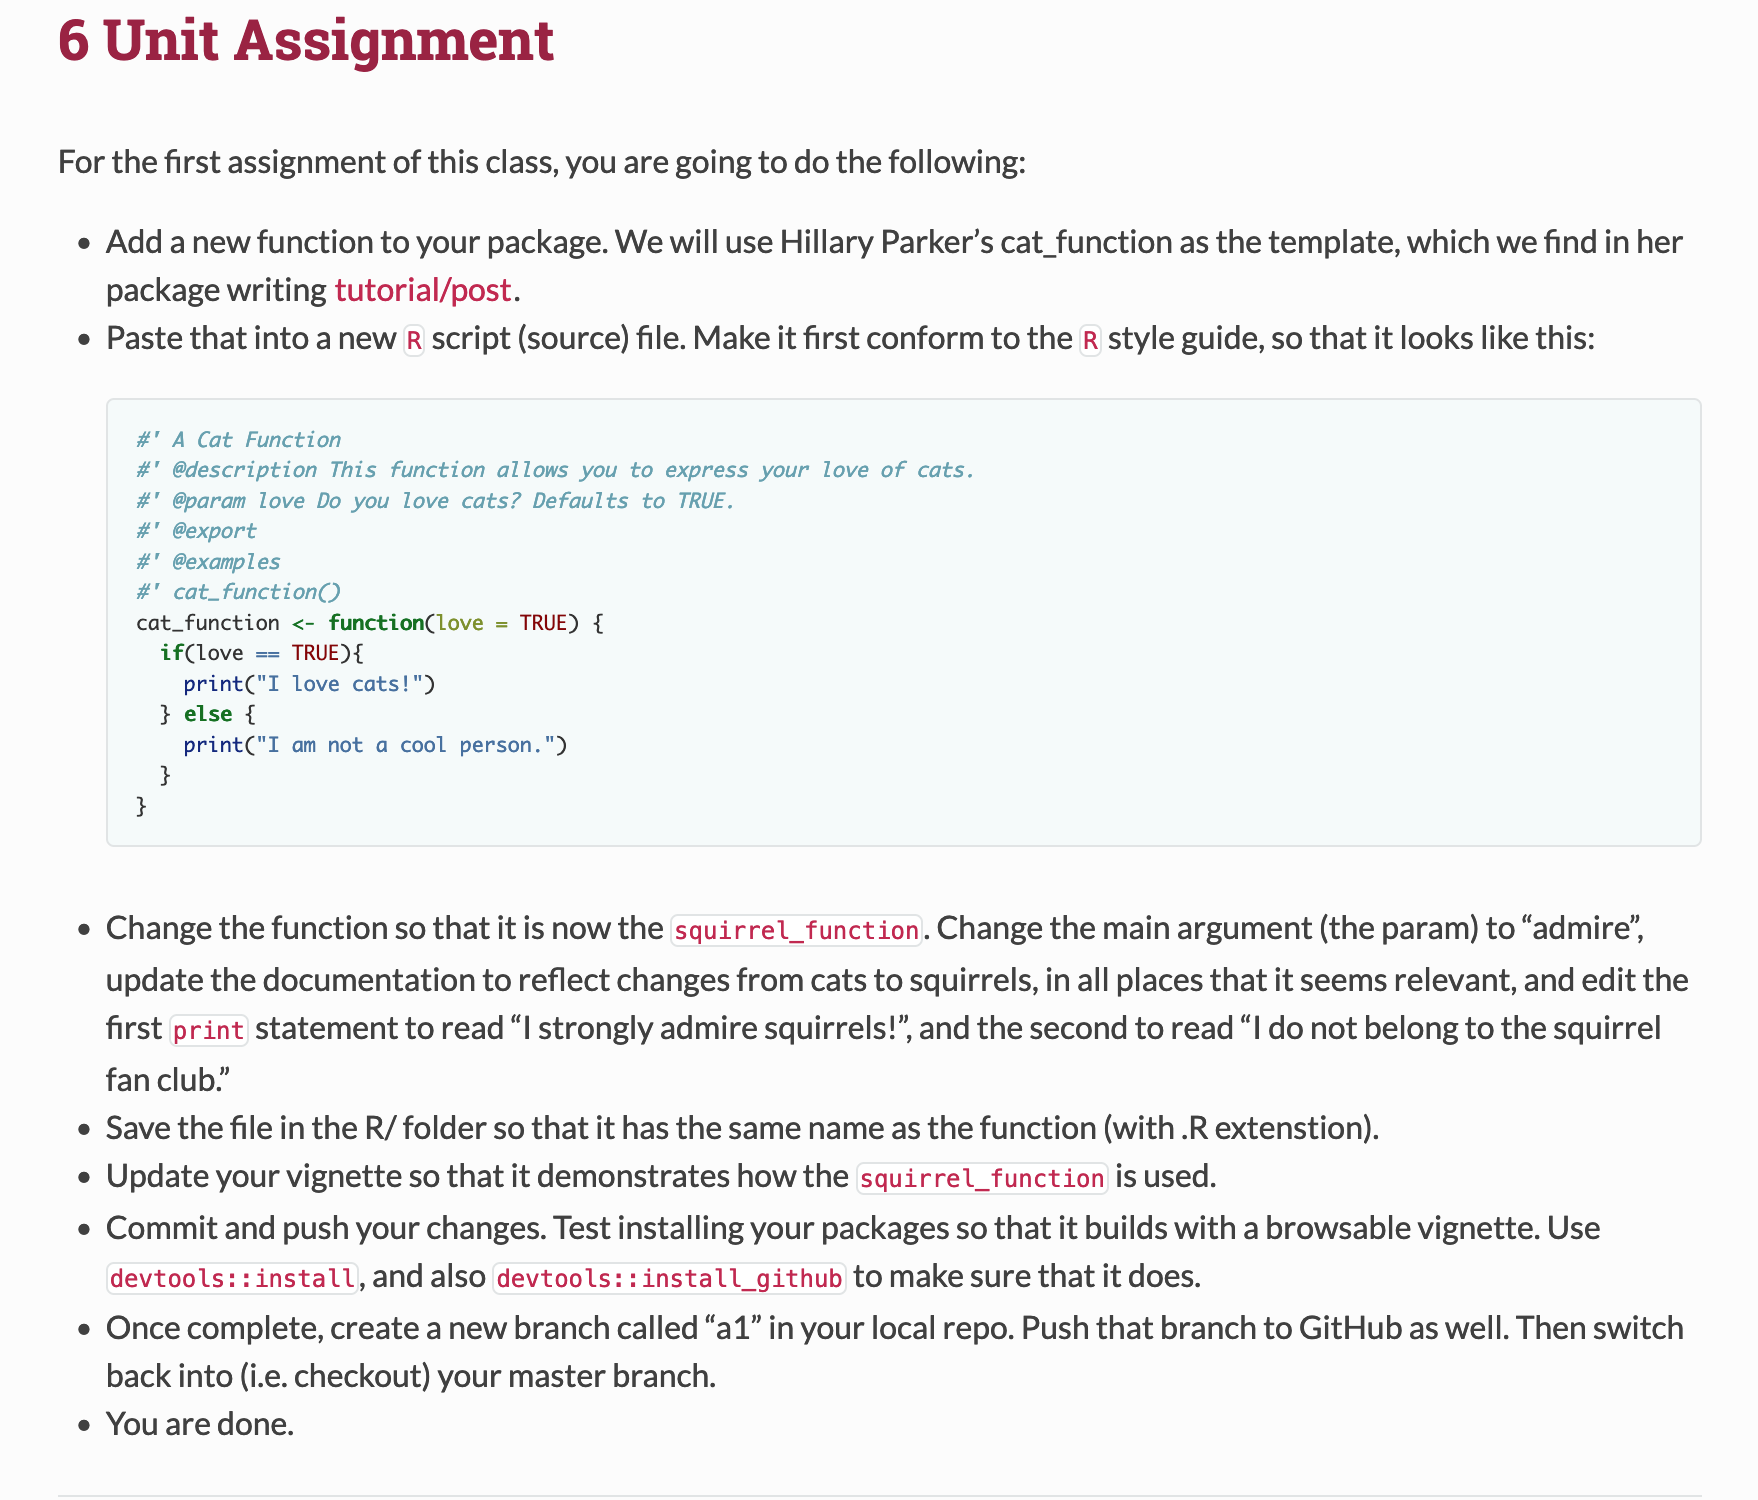 6 Unit Assignment
For the first assignment of this class, you are going to do the following:
• Add a new function to your package. We will use Hillary Parker’s cat_function as the template, which we find in her
package writing tutorial/post.
• Paste that into a new R script (source) file. Make it first conform to the R style guide, so that it looks like this:
#' A Cat Function
#' @description This function allows you to express your love of cats.
#' @param love Do you love cats? Defaults to TRUE.
#' @export
#' @examples
#' cat_function()
cat_function <- function(love = TRUE) {
  if(love == TRUE){
    print("I love cats!")
  } else {
    print("I am not a cool person.")
  }
}
• Change the function so that it is now the squirrel_function. Change the main argument (the param) to “admire”,
update the documentation to reflect changes from cats to squirrels, in all places that it seems relevant, and edit the
first print statement to read “I strongly admire squirrels!”, and the second to read “I do not belong to the squirrel
fan club.”
• Save the file in the R/ folder so that it has the same name as the function (with .R extenstion).
• Update your vignette so that it demonstrates how the squirrel_function is used.
• Commit and push your changes. Test installing your packages so that it builds with a browsable vignette. Use
devtools::install, and also devtools::install_github to make sure that it does.
• Once complete, create a new branch called “a1” in your local repo. Push that branch to GitHub as well. Then switch
back into (i.e. checkout) your master branch.
• You are done.